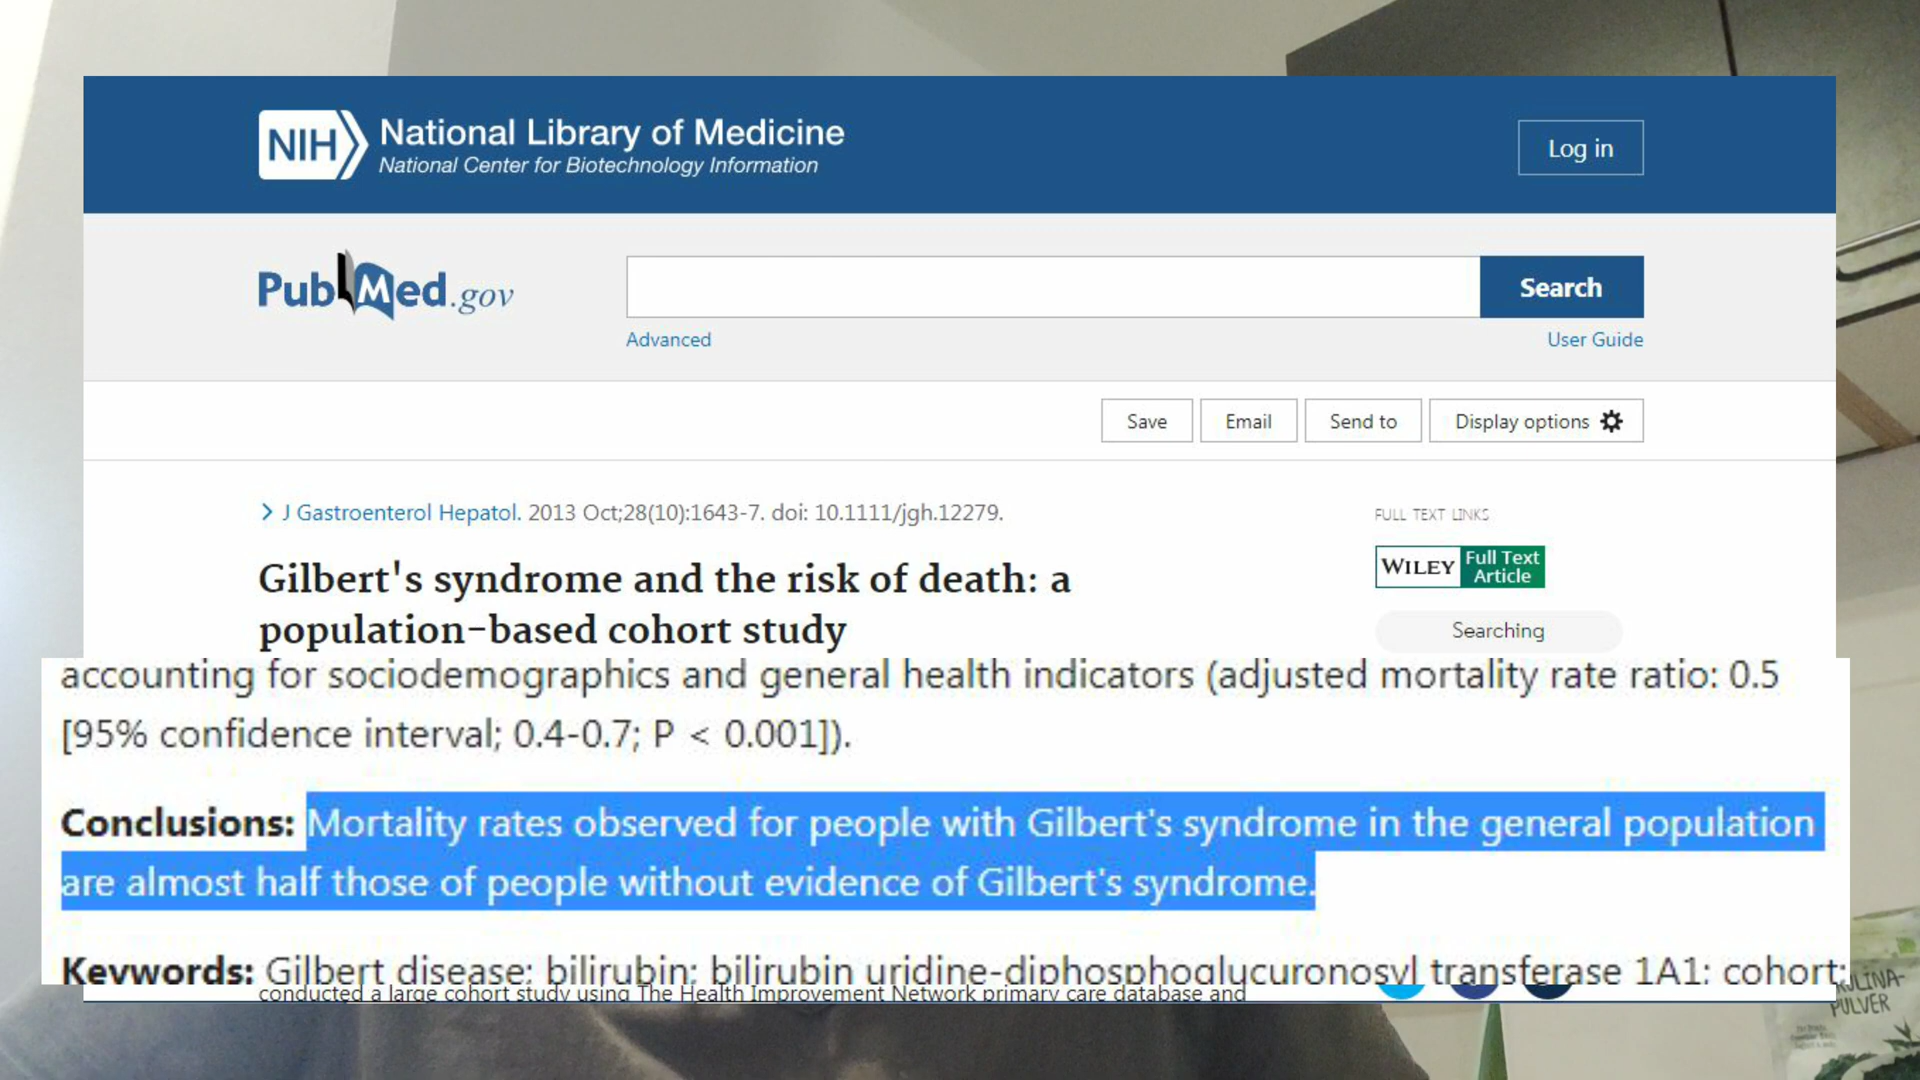 NIH
National Library of Medicine
National Center for Biotechnology Information
Log in
PubMed.gov
Search
Advanced
User Guide
Save
Email
Send to
Display options
J Gastroenterol Hepatol. 2013 Oct;28(10):1643-7. doi: 10.1111/jgh.12279.
FULL TEXT LINKS
Gilbert's syndrome and the risk of death: a
population-based cohort study
WILEY Full Text
Article
Searching
accounting for sociodemographics and general health indicators (adjusted mortality rate ratio: 0.5
[95% confidence interval; 0.4-0.7; P < 0.001]).
Conclusions: Mortality rates observed for people with Gilbert's syndrome in the general population
are almost half those of people without evidence of Gilbert's syndrome.
Keywords: Gilbert disease; bilirubin; bilirubin uridine-diphosphoglucuronosyl transferase 1A1; cohort;
conducted a large cohort study using The Health Improvement Network primary care database and
PULVER